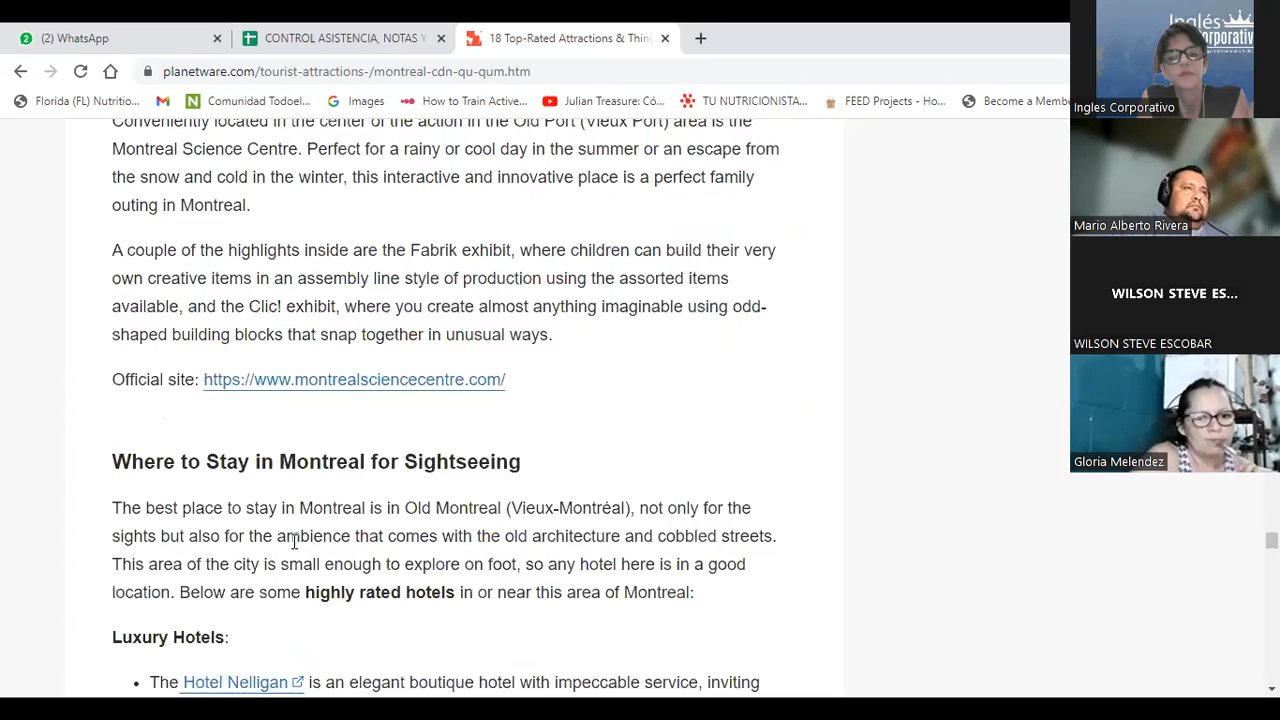 2 (2) WhatsApp
CONTROL ASISTENCIA, NOTAS Y
18 Top-Rated Attractions & Thin
planetware.com/tourist-attractions-/montreal-cdn-qu-qum.htm
Florida (FL) Nutritio...
Comunidad Todoel...
Images
How to Train Active...
Julian Treasure: Có...
TU NUTRICIONISTA...
FEED Projects - Ho...
Become a Membe
Conveniently located in the center of the action in the Old Port (Vieux Port) area is the
Montreal Science Centre. Perfect for a rainy or cool day in the summer or an escape from
the snow and cold in the winter, this interactive and innovative place is a perfect family
outing in Montreal.
A couple of the highlights inside are the Fabrik exhibit, where children can build their very
own creative items in an assembly line style of production using the assorted items
available, and the Clic! exhibit, where you create almost anything imaginable using odd-
shaped building blocks that snap together in unusual ways.
Official site: https://www.montrealsciencecentre.com/
Where to Stay in Montreal for Sightseeing
The best place to stay in Montreal is in Old Montreal (Vieux-Montréal), not only for the
sights but also for the ambience that comes with the old architecture and cobbled streets.
This area of the city is small enough to explore on foot, so any hotel here is in a good
location. Below are some highly rated hotels in or near this area of Montreal:
Luxury Hotels:
• The Hotel Nelligan is an elegant boutique hotel with impeccable service, inviting
Inglés
Corporativo
Ingles Corporativo
Mario Alberto Rivera
WILSON STEVE ES...
WILSON STEVE ESCOBAR
Gloria Melendez